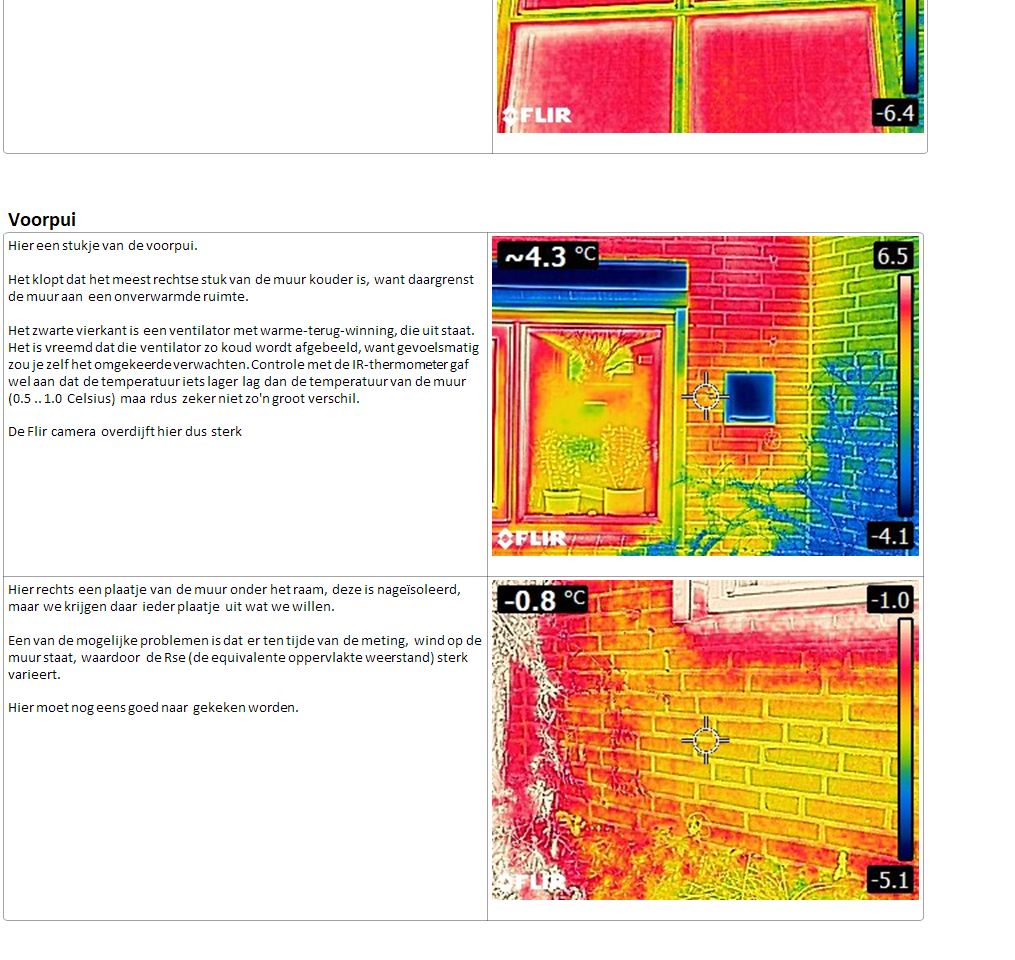 FLIR
-6.4
Voorpui
Hier een stukje van de voorpui.
Het klopt dat het meest rechtse stuk van de muur kouder is, want daar grenst
de muur aan een onverwarmde ruimte.
Het zwarte vierkant is een ventilator met warme-terug-winning, die uit staat.
Het is vreemd dat die ventilator zo koud wordt afgebeeld, want gevoelsmatig
zou je zelf het omgekeerde verwachten. Controle met de IR-thermometer gaf
wel aan dat de temperatuur iets lager lag dan de temperatuur van de muur
(0.5 .. 1.0 Celsius) maa rdus zeker niet zo'n groot verschil.
De Flir camera overdijft hier dus sterk
~4.3 °C
6.5
FLIR
-4.1
Hier rechts een plaatje van de muur onder het raam, deze is nageïsoleerd,
maar we krijgen daar ieder plaatje uit wat we willen.
Een van de mogelijke problemen is dat er ten tijde van de meting, wind op de
muur staat, waardoor de Rse (de equivalente oppervlakte weerstand) sterk
varieert.
Hier moet nog eens goed naar gekeken worden.
-0.8 °C
-1.0
FLIR
-5.1